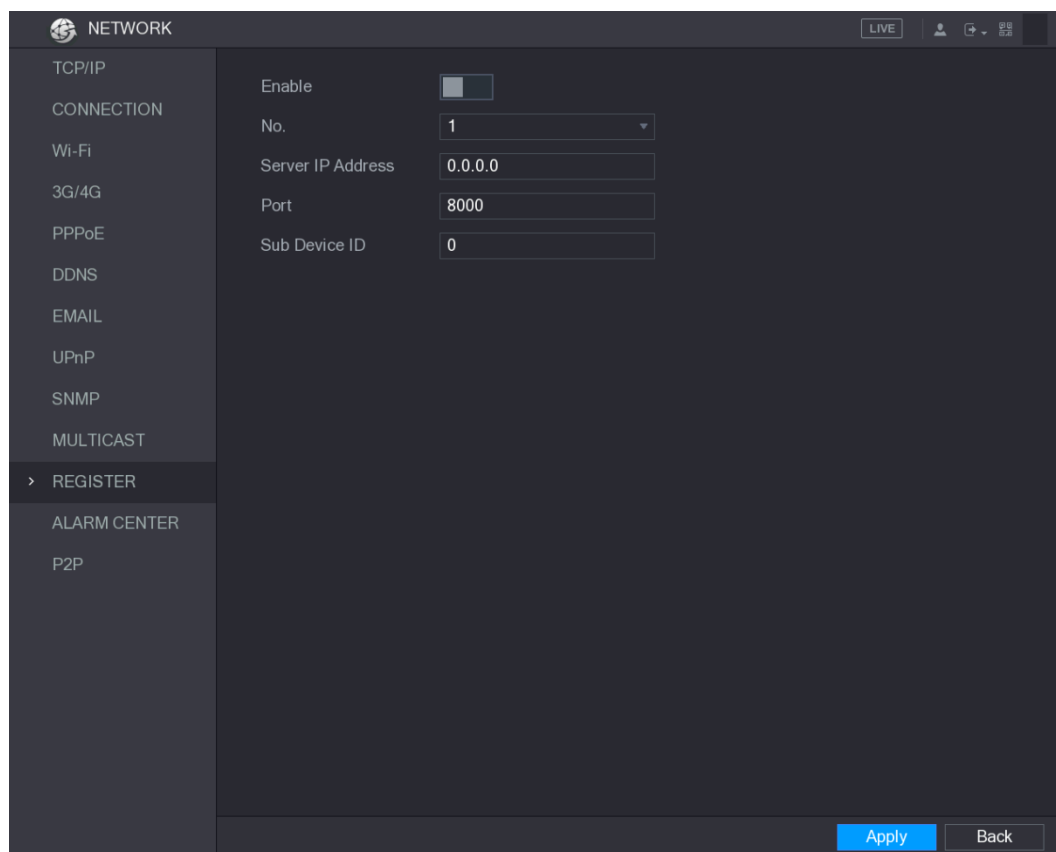 NETWORK
LIVE
TCP/IP
CONNECTION
Wi-Fi
3G/4G
PPPoE
DDNS
EMAIL
UPnP
SNMP
MULTICAST
REGISTER
ALARM CENTER
P2P
Enable
No. 1
Server IP Address 0.0.0.0
Port 8000
Sub Device ID 0
Apply Back